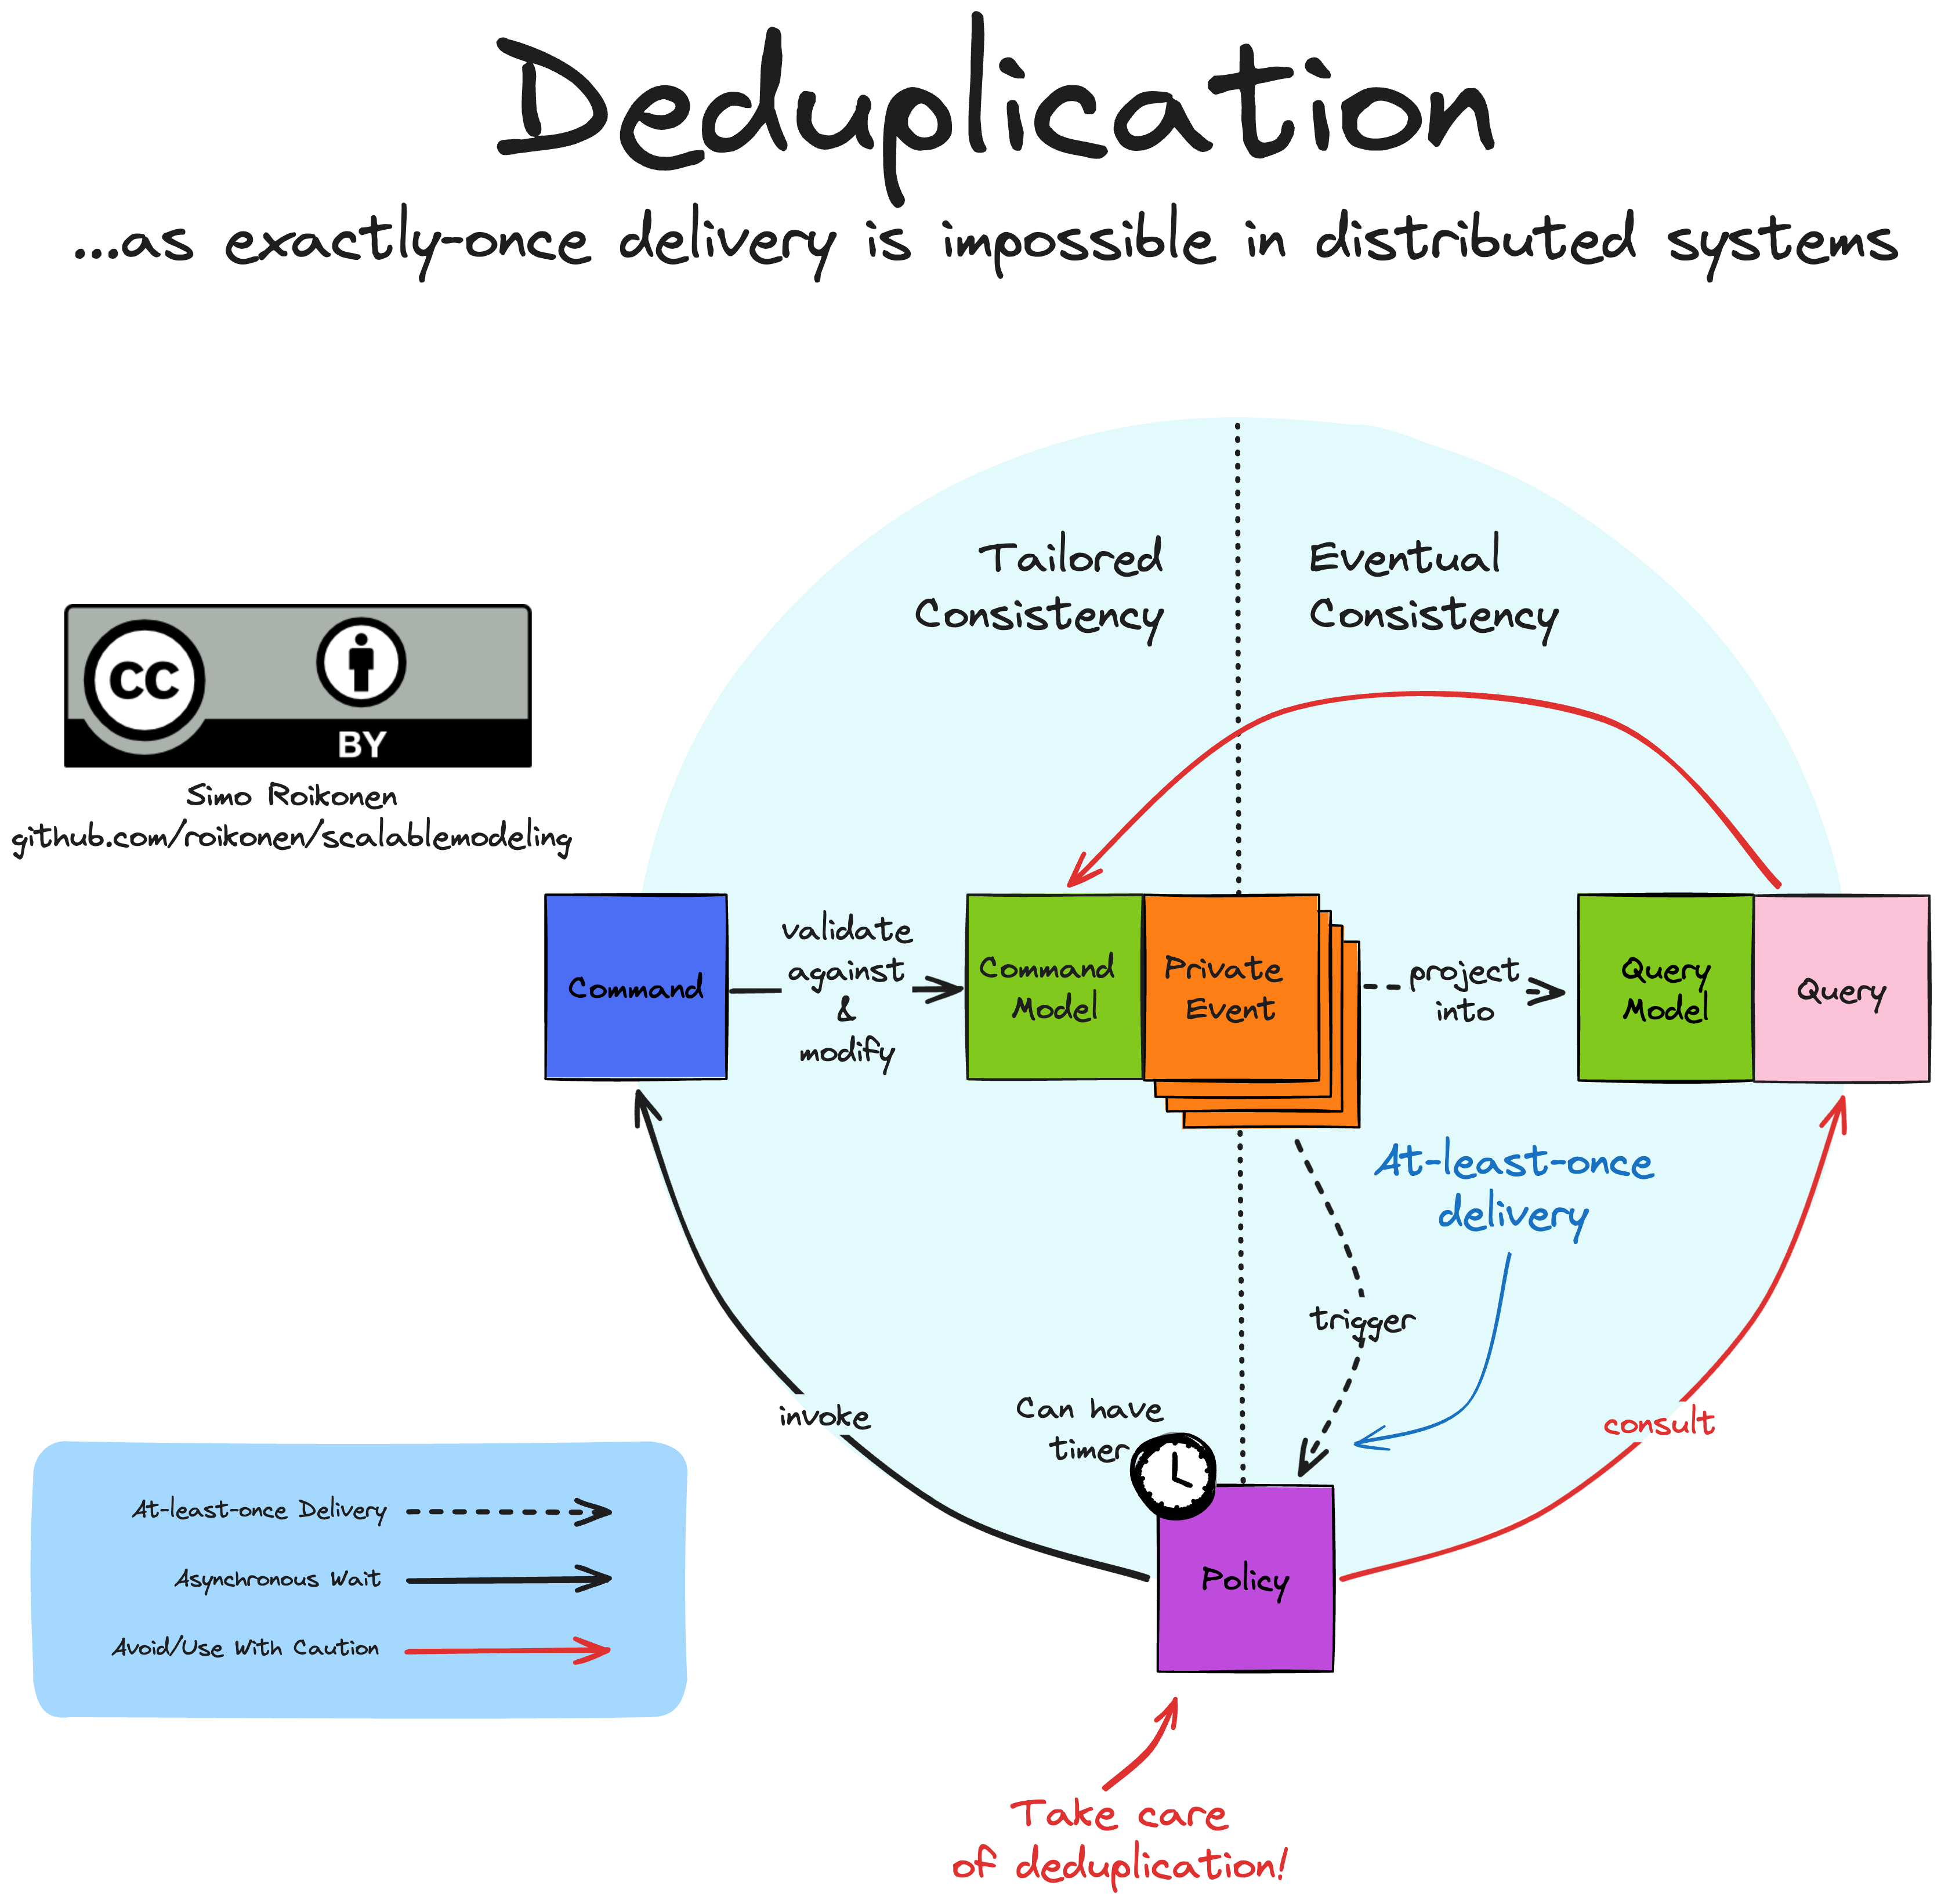 Deduplication
...as exactly-once delivery is impossible in distributed systems
Tailored
Consistency
Eventual
Consistency
CC
BY
Simo Roikonen
github.com/roikonen/scalablemodeling
Command
validate
against
&
modify
Command
Model
Private
Event
project
into
Query
Model
Query
At-least-once
delivery
trigger
invoke
Can have
timer
consult
Policy
At-least-once Delivery
Asynchronous Wait
Avoid/Use With Caution
Take care
of deduplication!